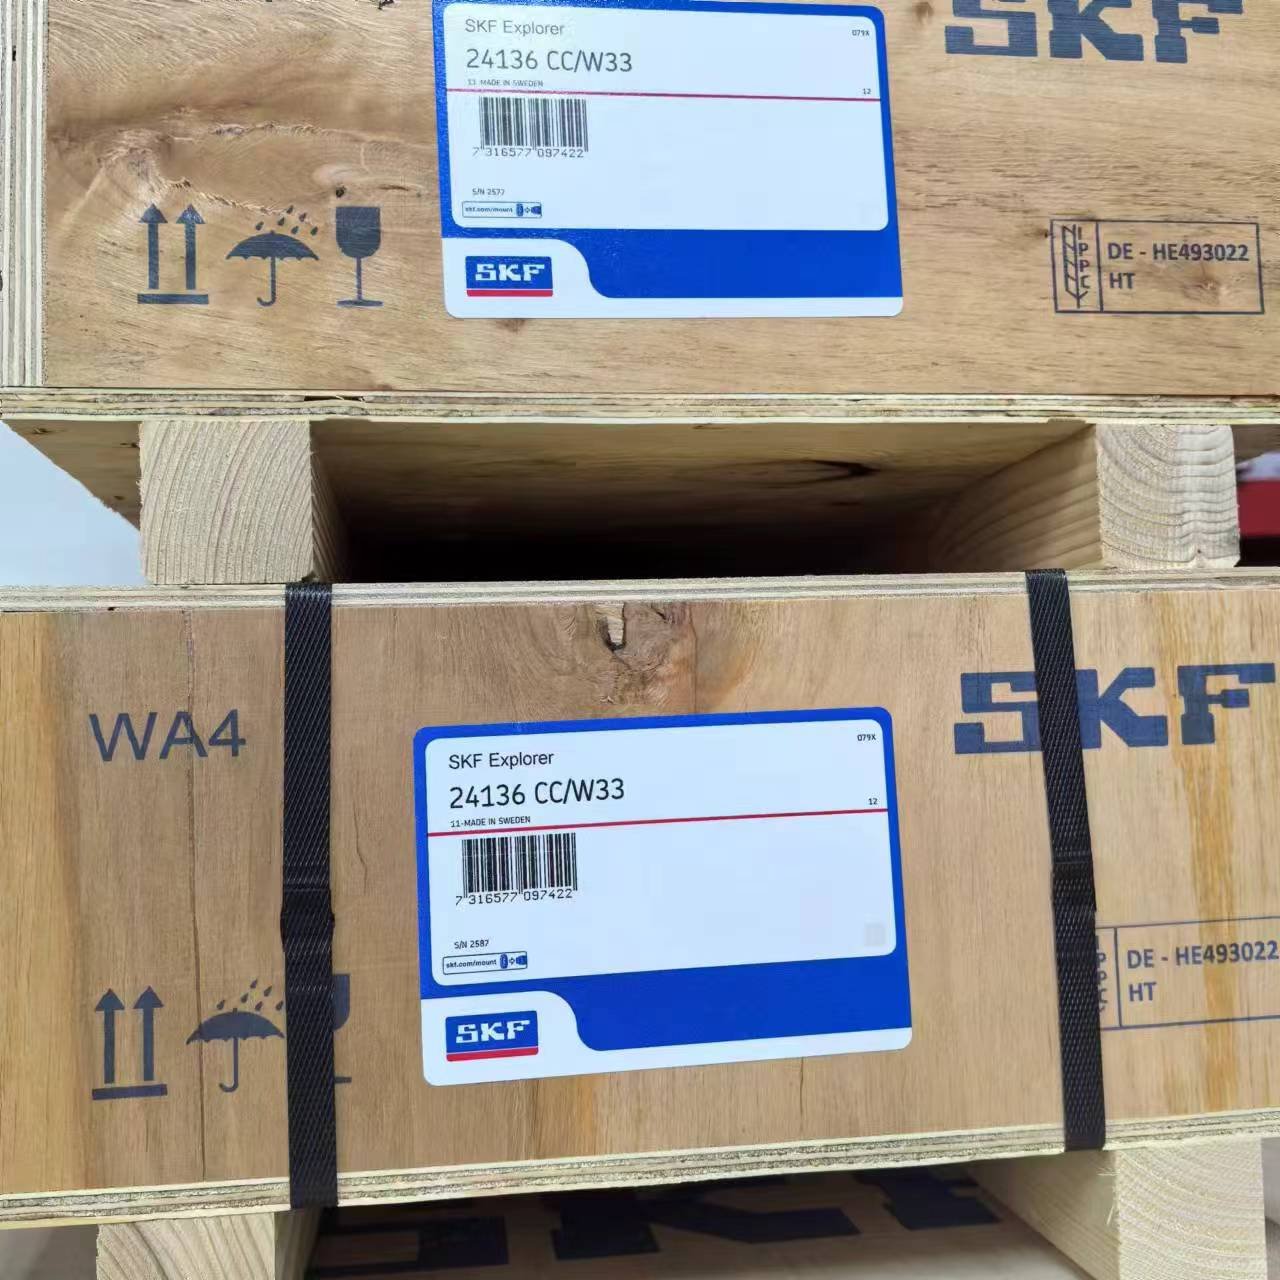 SKF Explorer
079X
SKF
24136 CC/W33
11-MADE IN SWEDEN
12
7 316577 097422
S/N 2577
skf.com/mount
SKF
IPPC
DE - HE493022
HT
WA4
SKF
SKF Explorer
079X
24136 CC/W33
11-MADE IN SWEDEN
12
7 316577 097422
S/N 2587
skf.com/mount
SKF
DE - HE493022
HT
SKF